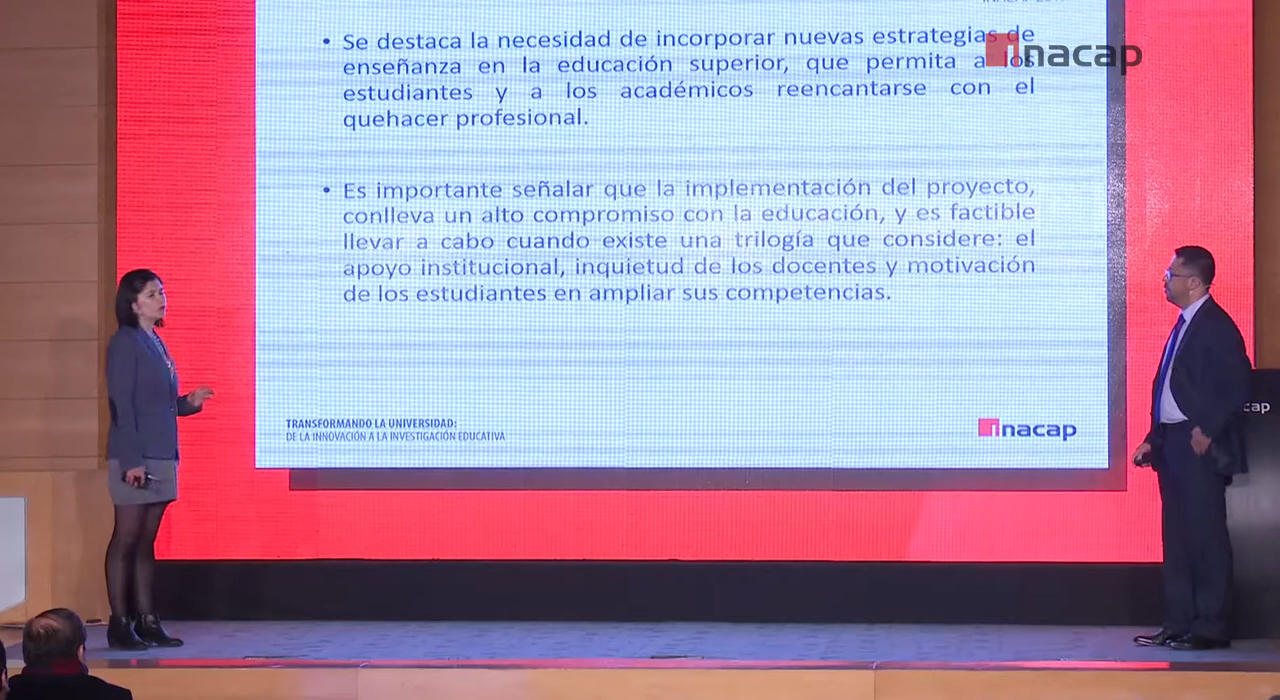 • Se destaca la necesidad de incorporar nuevas estrategias de
enseñanza en la educación superior, que permita a los
estudiantes y a los académicos reencantarse con el
quehacer profesional.
inacap
• Es importante señalar que la implementación del proyecto,
conlleva un alto compromiso con la educación, y es factible
llevar a cabo cuando existe una trilogía que considere: el
apoyo institucional, inquietud de los docentes y motivación
de los estudiantes en ampliar sus competencias.
TRANSFORMANDO LA UNIVERSIDAD:
DE LA INNOVACIÓN A LA INVESTIGACIÓN EDUCATIVA
inacap
cap